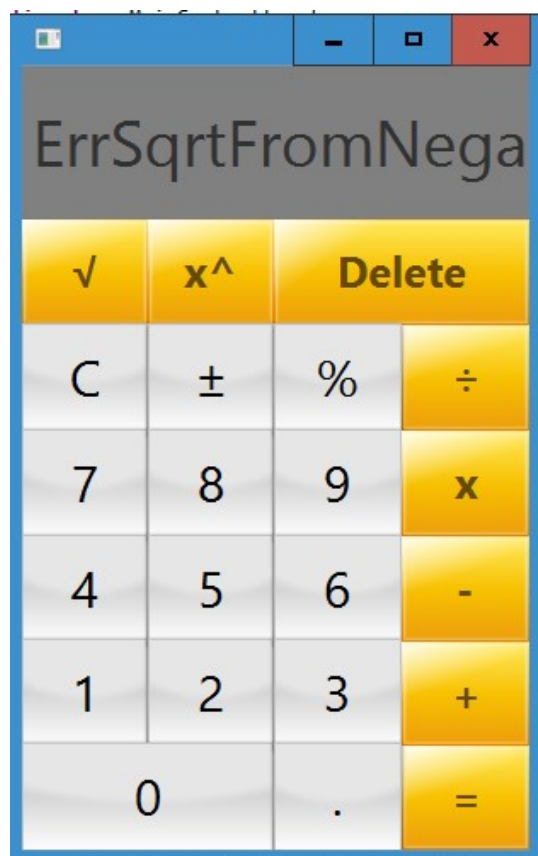 ErrSqrtFromNega
√ x^ Delete
C ± % ÷
7 8 9 x
4 5 6 -
1 2 3 +
0 . =